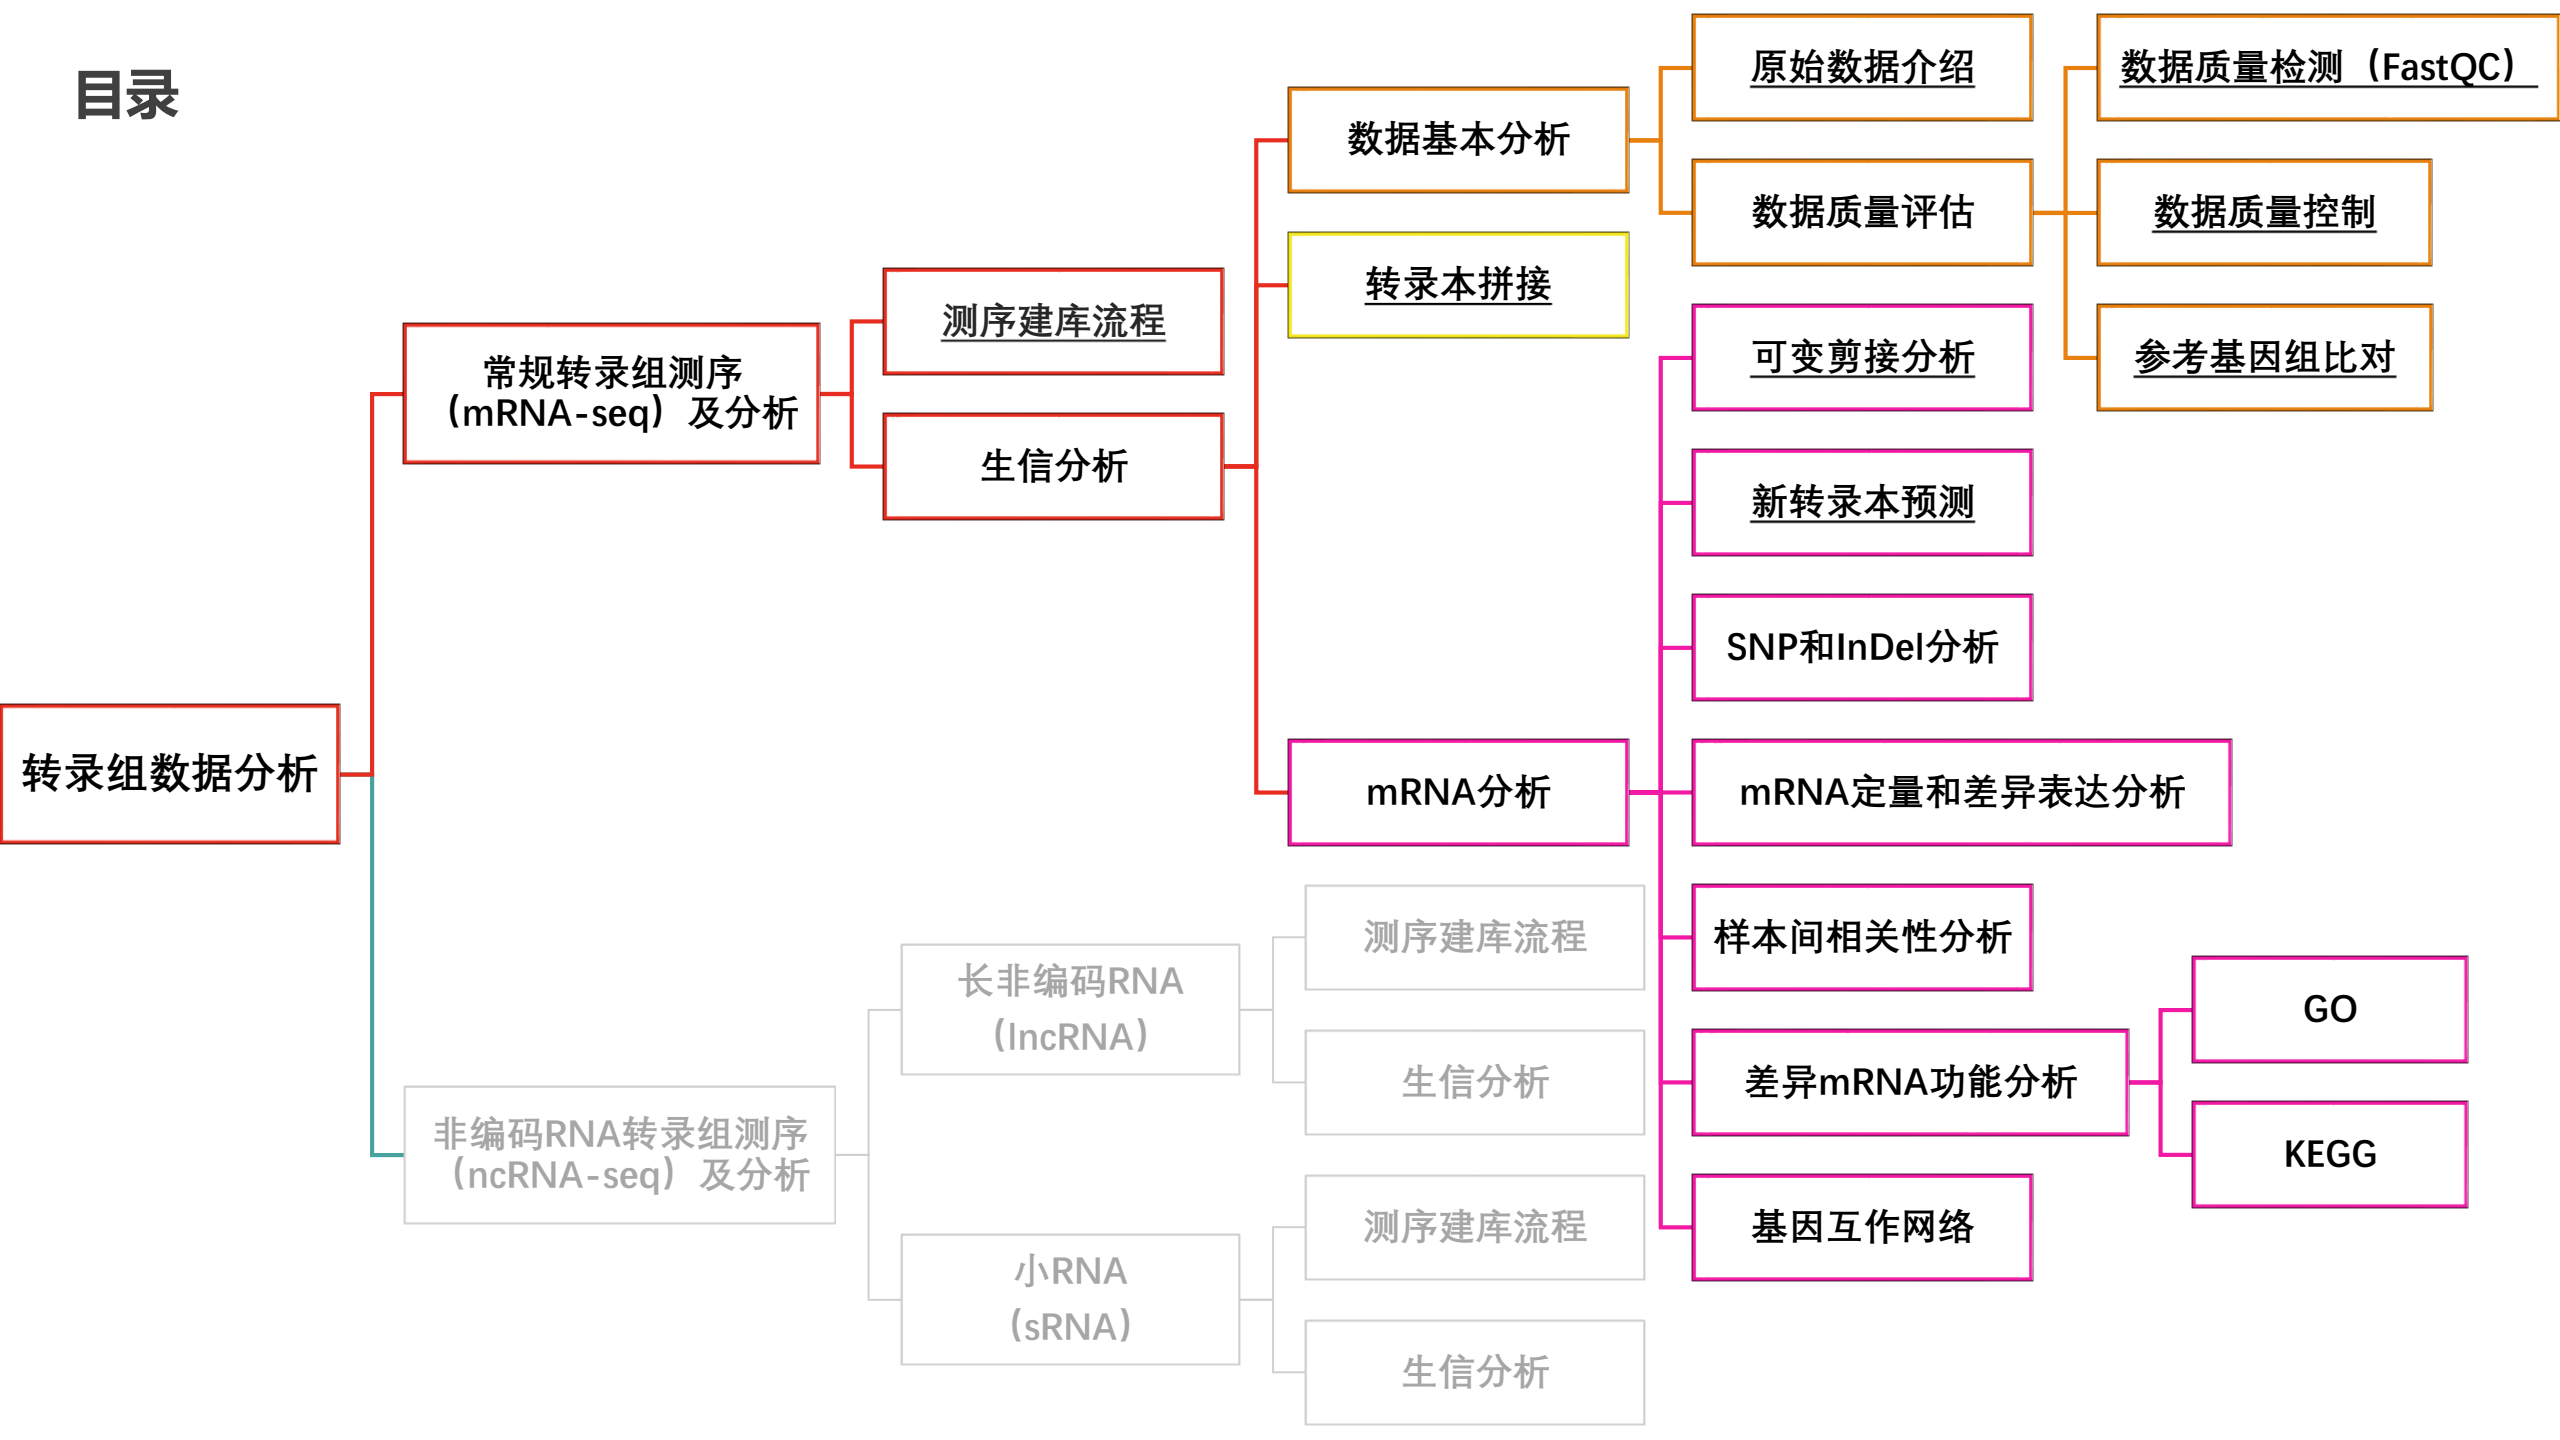 目录
转录组数据分析
常规转录组测序
（mRNA-seq）及分析
测序建库流程
生信分析
数据基本分析
原始数据介绍
数据质量评估
数据质量检测（FastQC）
数据质量控制
参考基因组比对
转录本拼接
mRNA分析
可变剪接分析
新转录本预测
SNP和InDel分析
mRNA定量和差异表达分析
样本间相关性分析
差异mRNA功能分析
GO
KEGG
基因互作网络
非编码RNA转录组测序
（ncRNA-seq）及分析
长非编码RNA
（lncRNA）
测序建库流程
生信分析
小RNA
（sRNA）
测序建库流程
生信分析